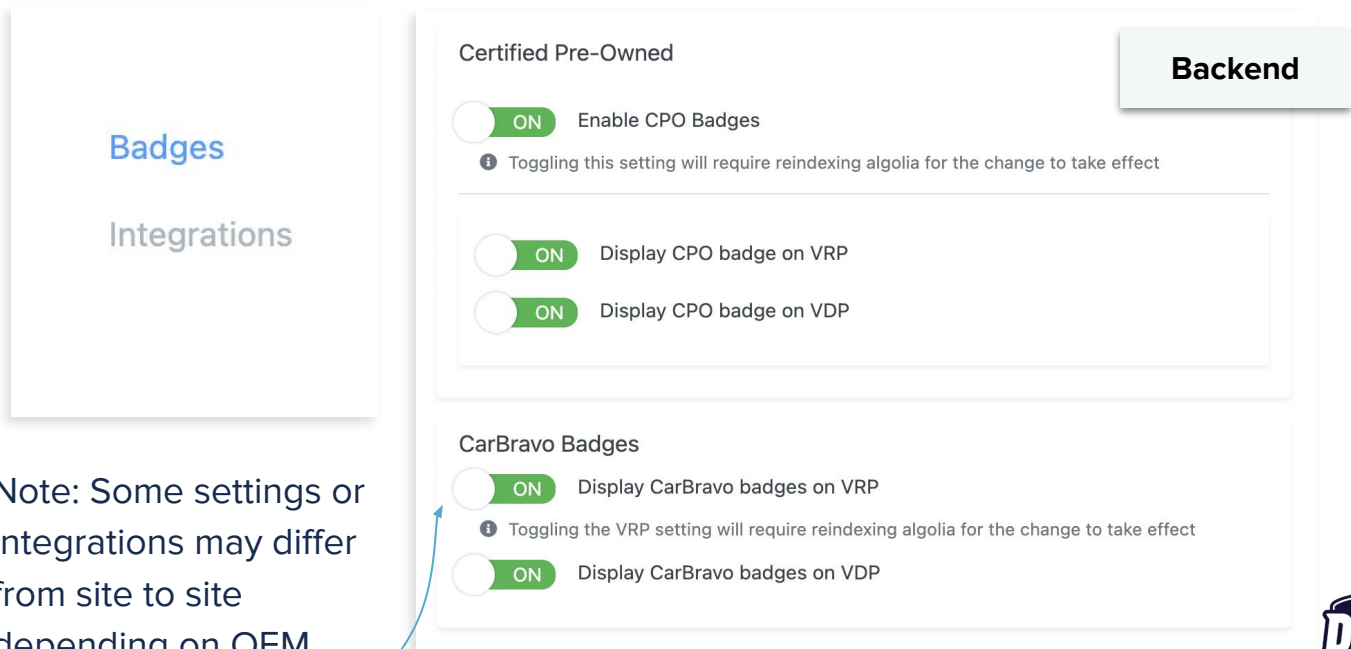 Badges
Integrations
Note: Some settings or
integrations may differ
from site to site
depending on OEM
Backend
Certified Pre-Owned
ON Enable CPO Badges
Toggling this setting will require reindexing algolia for the change to take effect
ON Display CPO badge on VRP
ON Display CPO badge on VDP
CarBravo Badges
ON Display CarBravo badges on VRP
Toggling the VRP setting will require reindexing algolia for the change to take effect
ON Display CarBravo badges on VDP